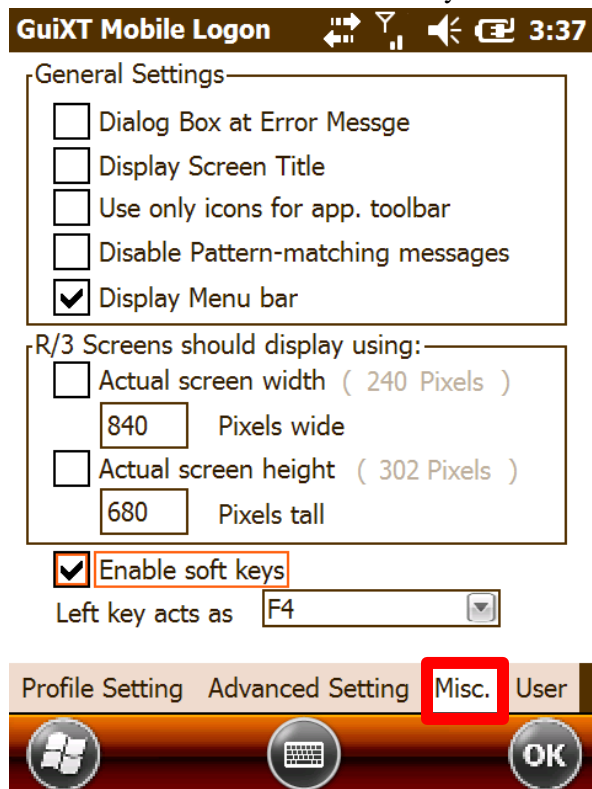 GuiXT Mobile Logon 3:37
General Settings
Dialog Box at Error Messge
Display Screen Title
Use only icons for app. toolbar
Disable Pattern-matching messages
Display Menu bar
R/3 Screens should display using:
Actual screen width ( 240 Pixels )
840 Pixels wide
Actual screen height ( 302 Pixels )
680 Pixels tall
Enable soft keys
Left key acts as F4
Profile Setting Advanced Setting Misc. User
OK